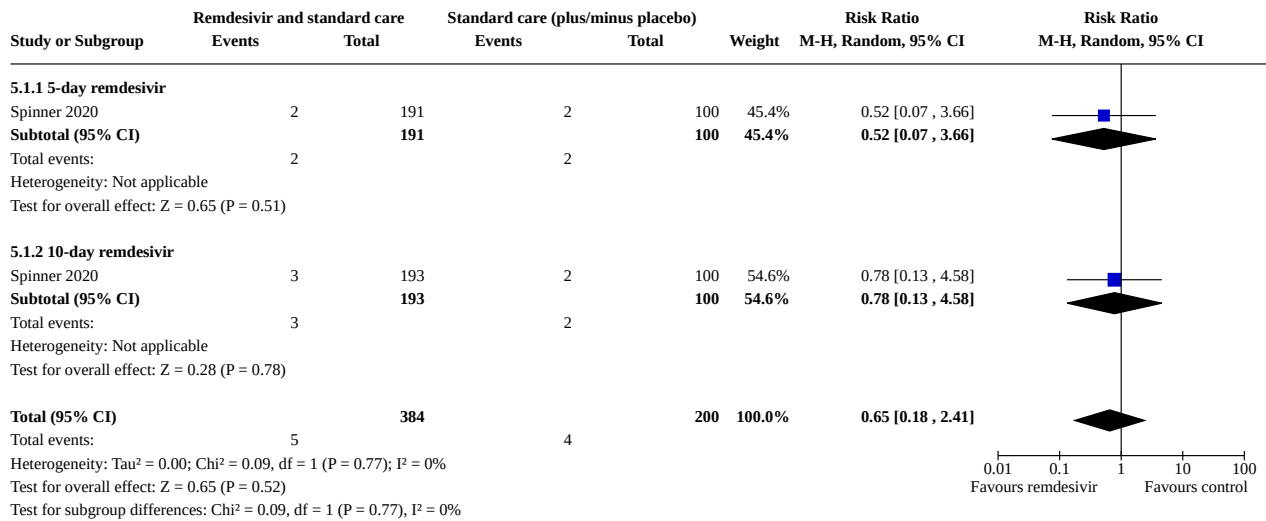 Remdesivir and standard care Standard care (plus/minus placebo) Risk Ratio Risk Ratio
Study or Subgroup Events Total Events Total Weight M-H, Random, 95% CI M-H, Random, 95% CI
5.1.1 5-day remdesivir
Spinner 2020 2 191 2 100 45.4% 0.52 [0.07 , 3.66]
Subtotal (95% CI) 191 100 45.4% 0.52 [0.07 , 3.66]
Total events: 2 2
Heterogeneity: Not applicable
Test for overall effect: Z = 0.65 (P = 0.51)
5.1.2 10-day remdesivir
Spinner 2020 3 193 2 100 54.6% 0.78 [0.13 , 4.58]
Subtotal (95% CI) 193 100 54.6% 0.78 [0.13 , 4.58]
Total events: 3 2
Heterogeneity: Not applicable
Test for overall effect: Z = 0.28 (P = 0.78)
Total (95% CI) 384 200 100.0% 0.65 [0.18 , 2.41]
Total events: 5 4
Heterogeneity: Tau² = 0.00; Chi² = 0.09, df = 1 (P = 0.77); I² = 0%
0.01 0.1 1 10 100
Test for overall effect: Z = 0.65 (P = 0.52) Favours remdesivir Favours control
Test for subgroup differences: Chi² = 0.09, df = 1 (P = 0.77), I² = 0%